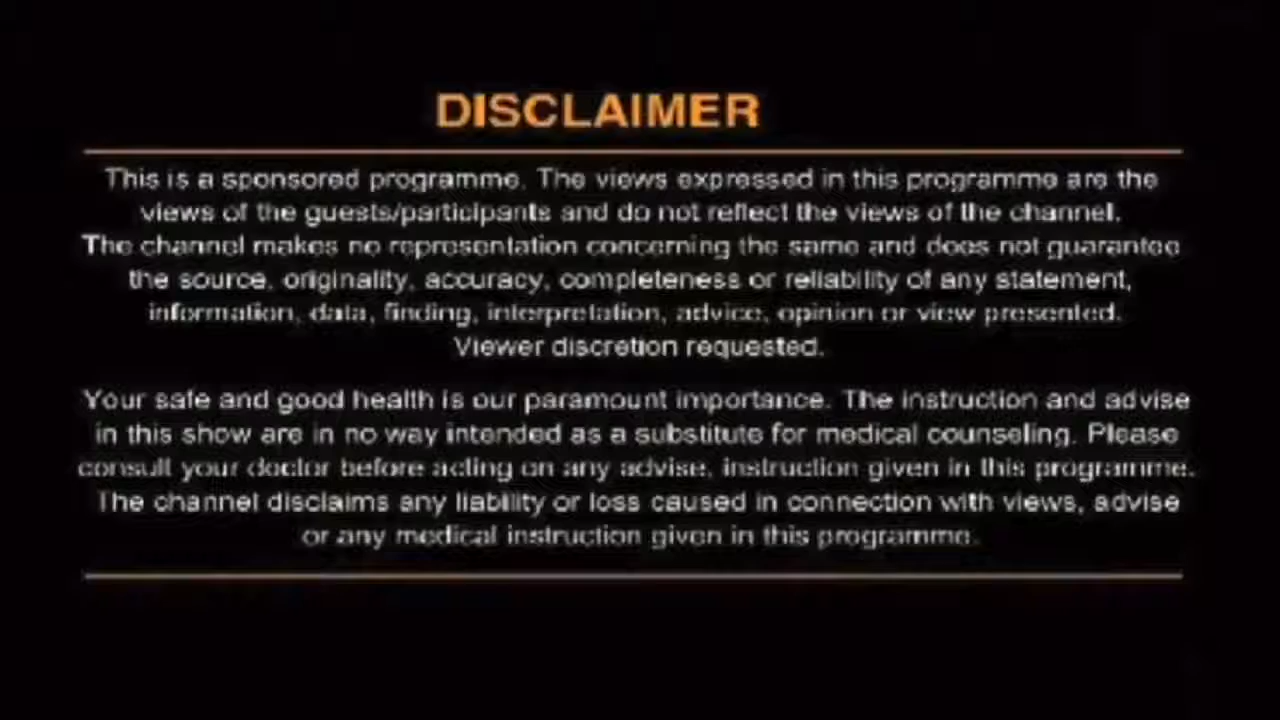 DISCLAIMER
This is a sponsored programme. The views expressed in this programme are the
views of the guests/participants and do not reflect the views of the channel.
The channel makes no representation concerning the same and does not guarantee
the source, originality, accuracy, completeness or reliability of any statement,
information, data, finding, interpretation, advice, opinion or view presented.
Viewer discretion requested.
Your safe and good health is our paramount importance. The instruction and advise
in this show are in no way intended as a substitute for medical counseling. Please
consult your doctor before acting on any advise, instruction given in this programme.
The channel disclaims any liability or loss caused in connection with views, advise
or any medical instruction given in this programme.